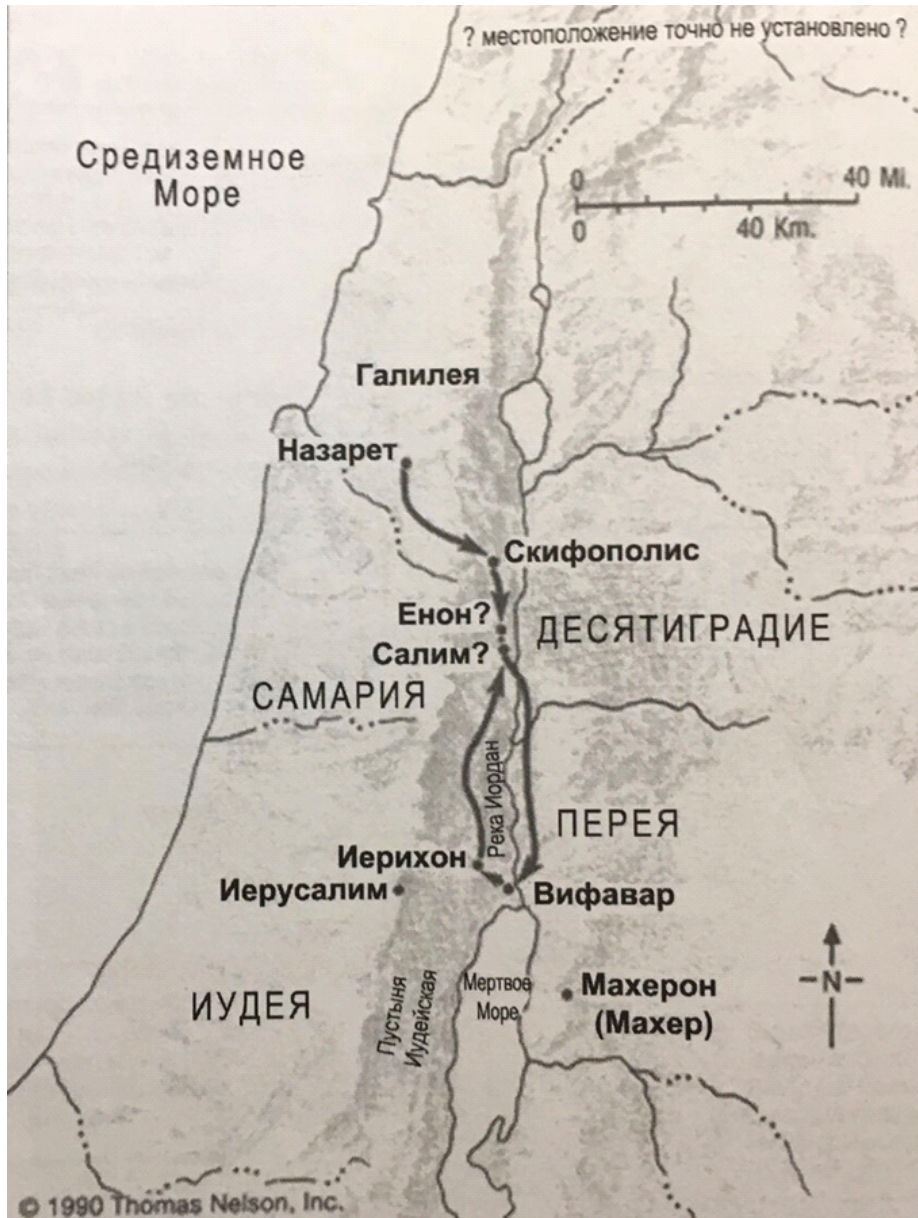 ? местоположение точно не установлено ?
Средиземное
Море
0
40 Mi.
0
40 Km.
Галилея
Назарет
Скифополис
Енон?
ДЕСЯТИГРАДИЕ
Салим?
САМАРИЯ
Река Иордан
ПЕРЕЯ
Иерихон
Иерусалим
Вифавар
ИУДЕЯ
Пустыня
Иудейская
Мертвое
Море
Махерон
(Махер)
N
© 1990 Thomas Nelson, Inc.